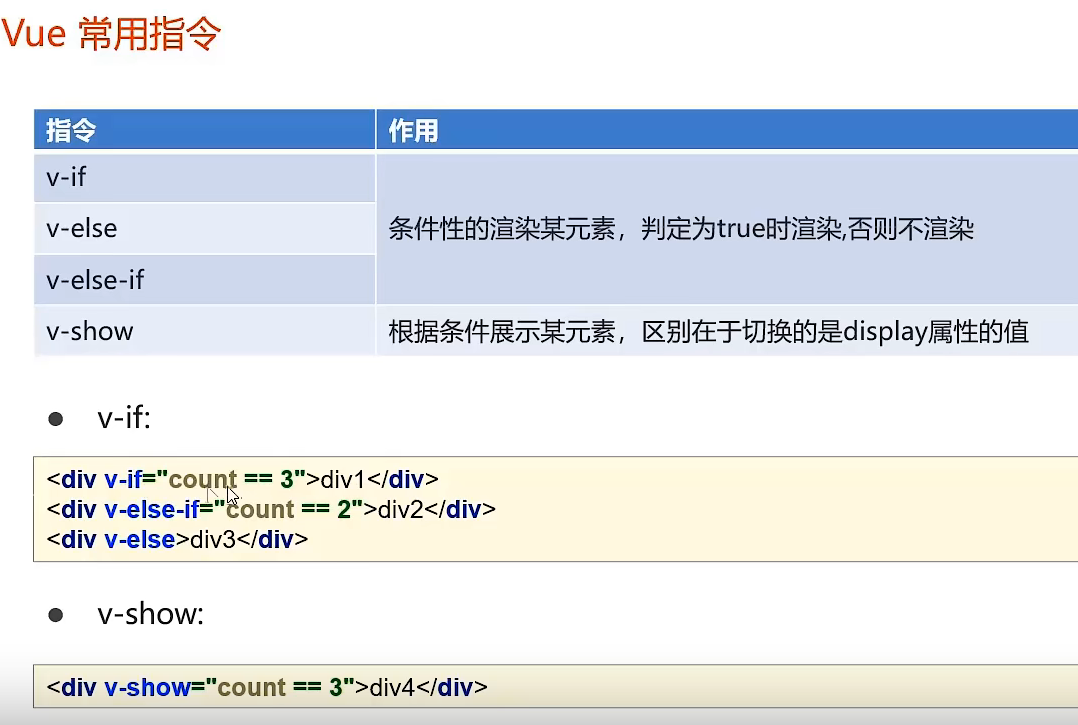 Vue 常用指令
指令
作用
v-if
v-else
条件性的渲染某元素，判定为true时渲染,否则不渲染
v-else-if
v-show
根据条件展示某元素，区别在于切换的是display属性的值
● v-if:
<div v-if="count == 3">div1</div>
<div v-else-if="count == 2">div2</div>
<div v-else>div3</div>
● v-show:
<div v-show="count == 3">div4</div>